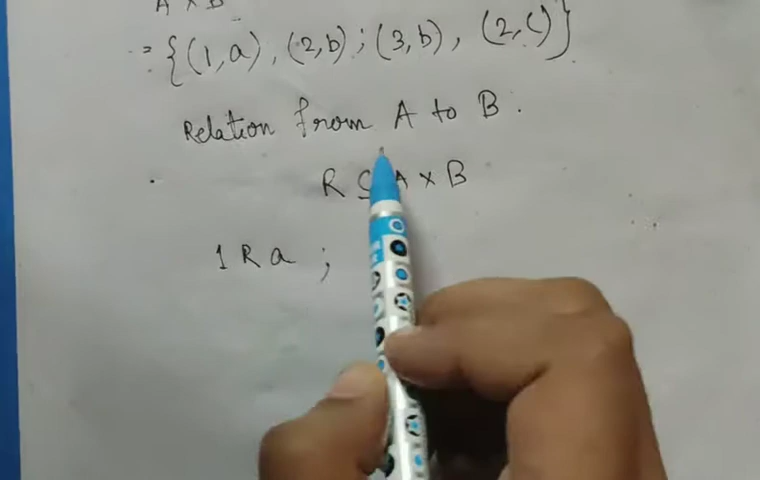 A × B
= {(1,a), (2,b); (3,b), (2,c)}
Relation from A to B.
R ⊆ A × B
1 R a ;